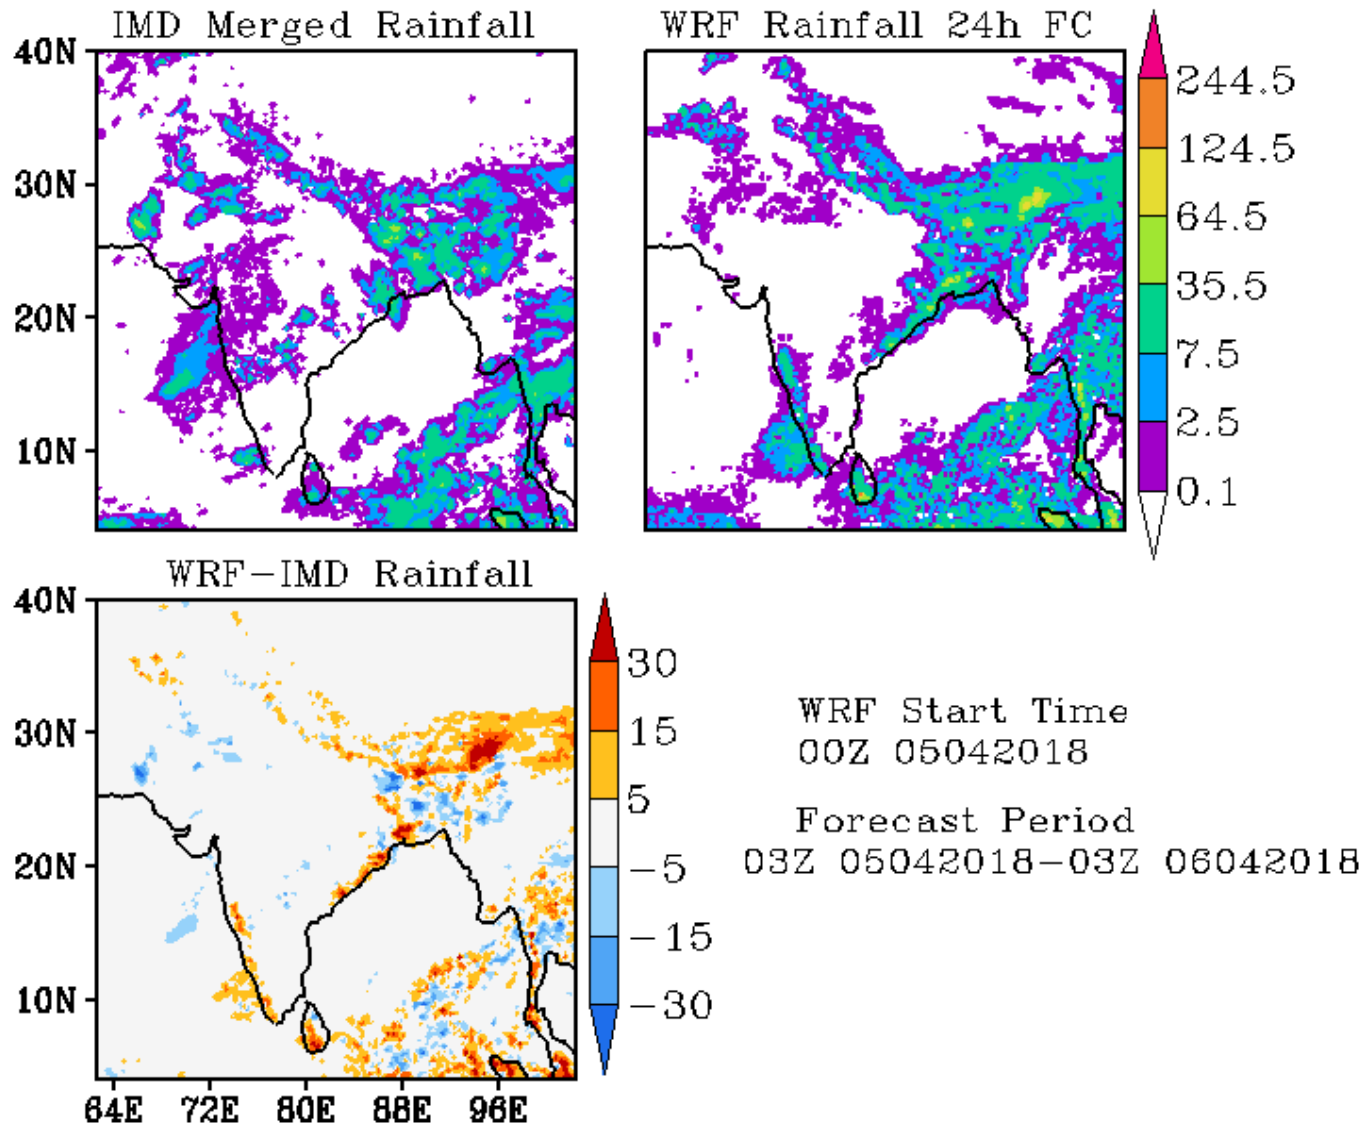 IMD Merged Rainfall
WRF Rainfall 24h FC
40N
30N
20N
10N
244.5
124.5
64.5
35.5
7.5
2.5
0.1
WRF-IMD Rainfall
40N
30N
20N
10N
64E 72E 80E 88E 96E
30
15
5
-5
-15
-30
WRF Start Time
00Z 05042018
Forecast Period
03Z 05042018-03Z 06042018